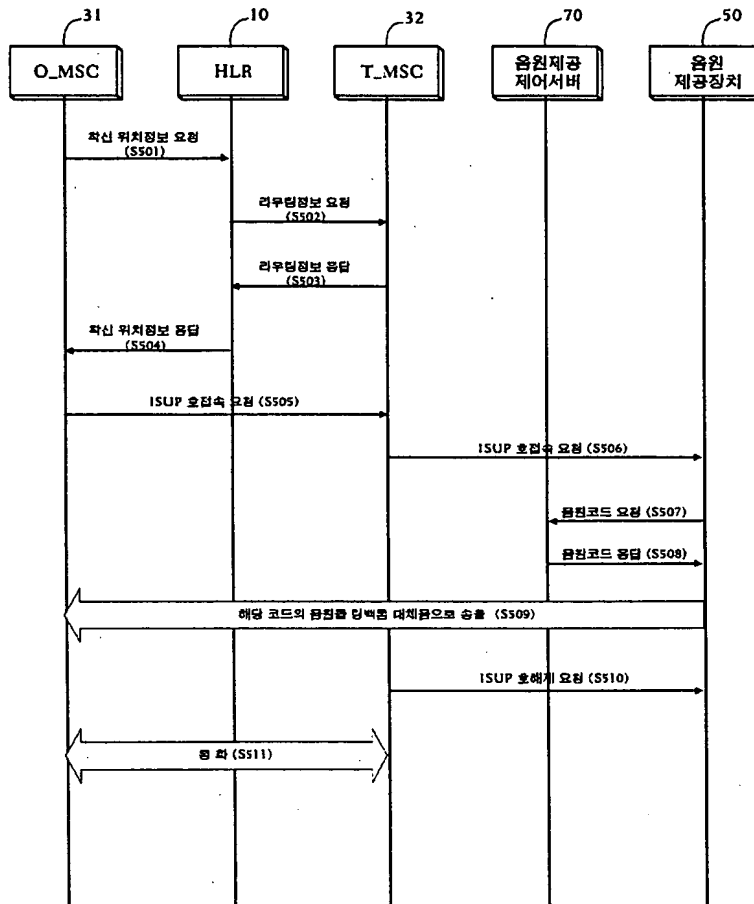 31
10
32
70
50
O_MSC
HLR
T_MSC
음원제공
제어서버
음원
제공장치
착신 위치정보 요청
(S501)
라우팅정보 요청
(S502)
라우팅정보 응답
(S503)
착신 위치정보 응답
(S504)
ISUP 호접속 요청 (S505)
ISUP 호접속 요청 (S506)
음원코드 요청 (S507)
음원코드 응답 (S508)
해당 코드의 음원을 링백톤 대체음으로 송출 (S509)
ISUP 호해제 요청 (S510)
통 화 (S511)